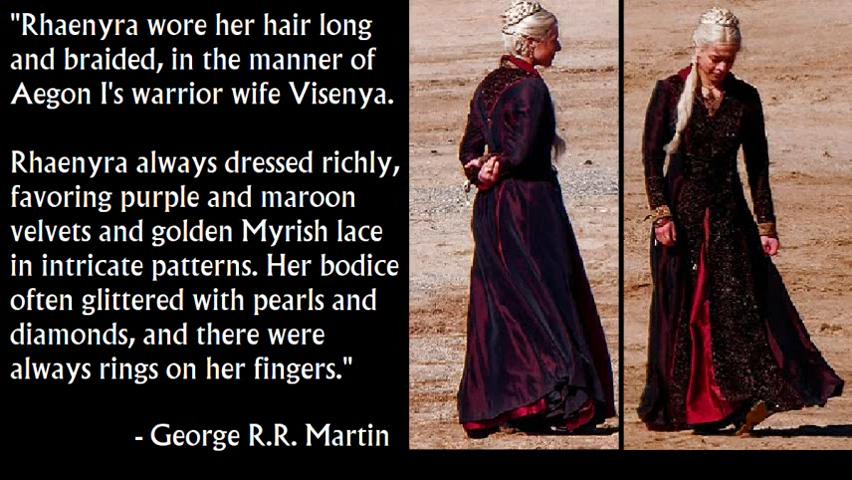 "Rhaenyra wore her hair long
and braided, in the manner of
Aegon I's warrior wife Visenya.
Rhaenyra always dressed richly,
favoring purple and maroon
velvets and golden Myrish lace
in intricate patterns. Her bodice
often glittered with pearls and
diamonds, and there were
always rings on her fingers."
- George R.R. Martin